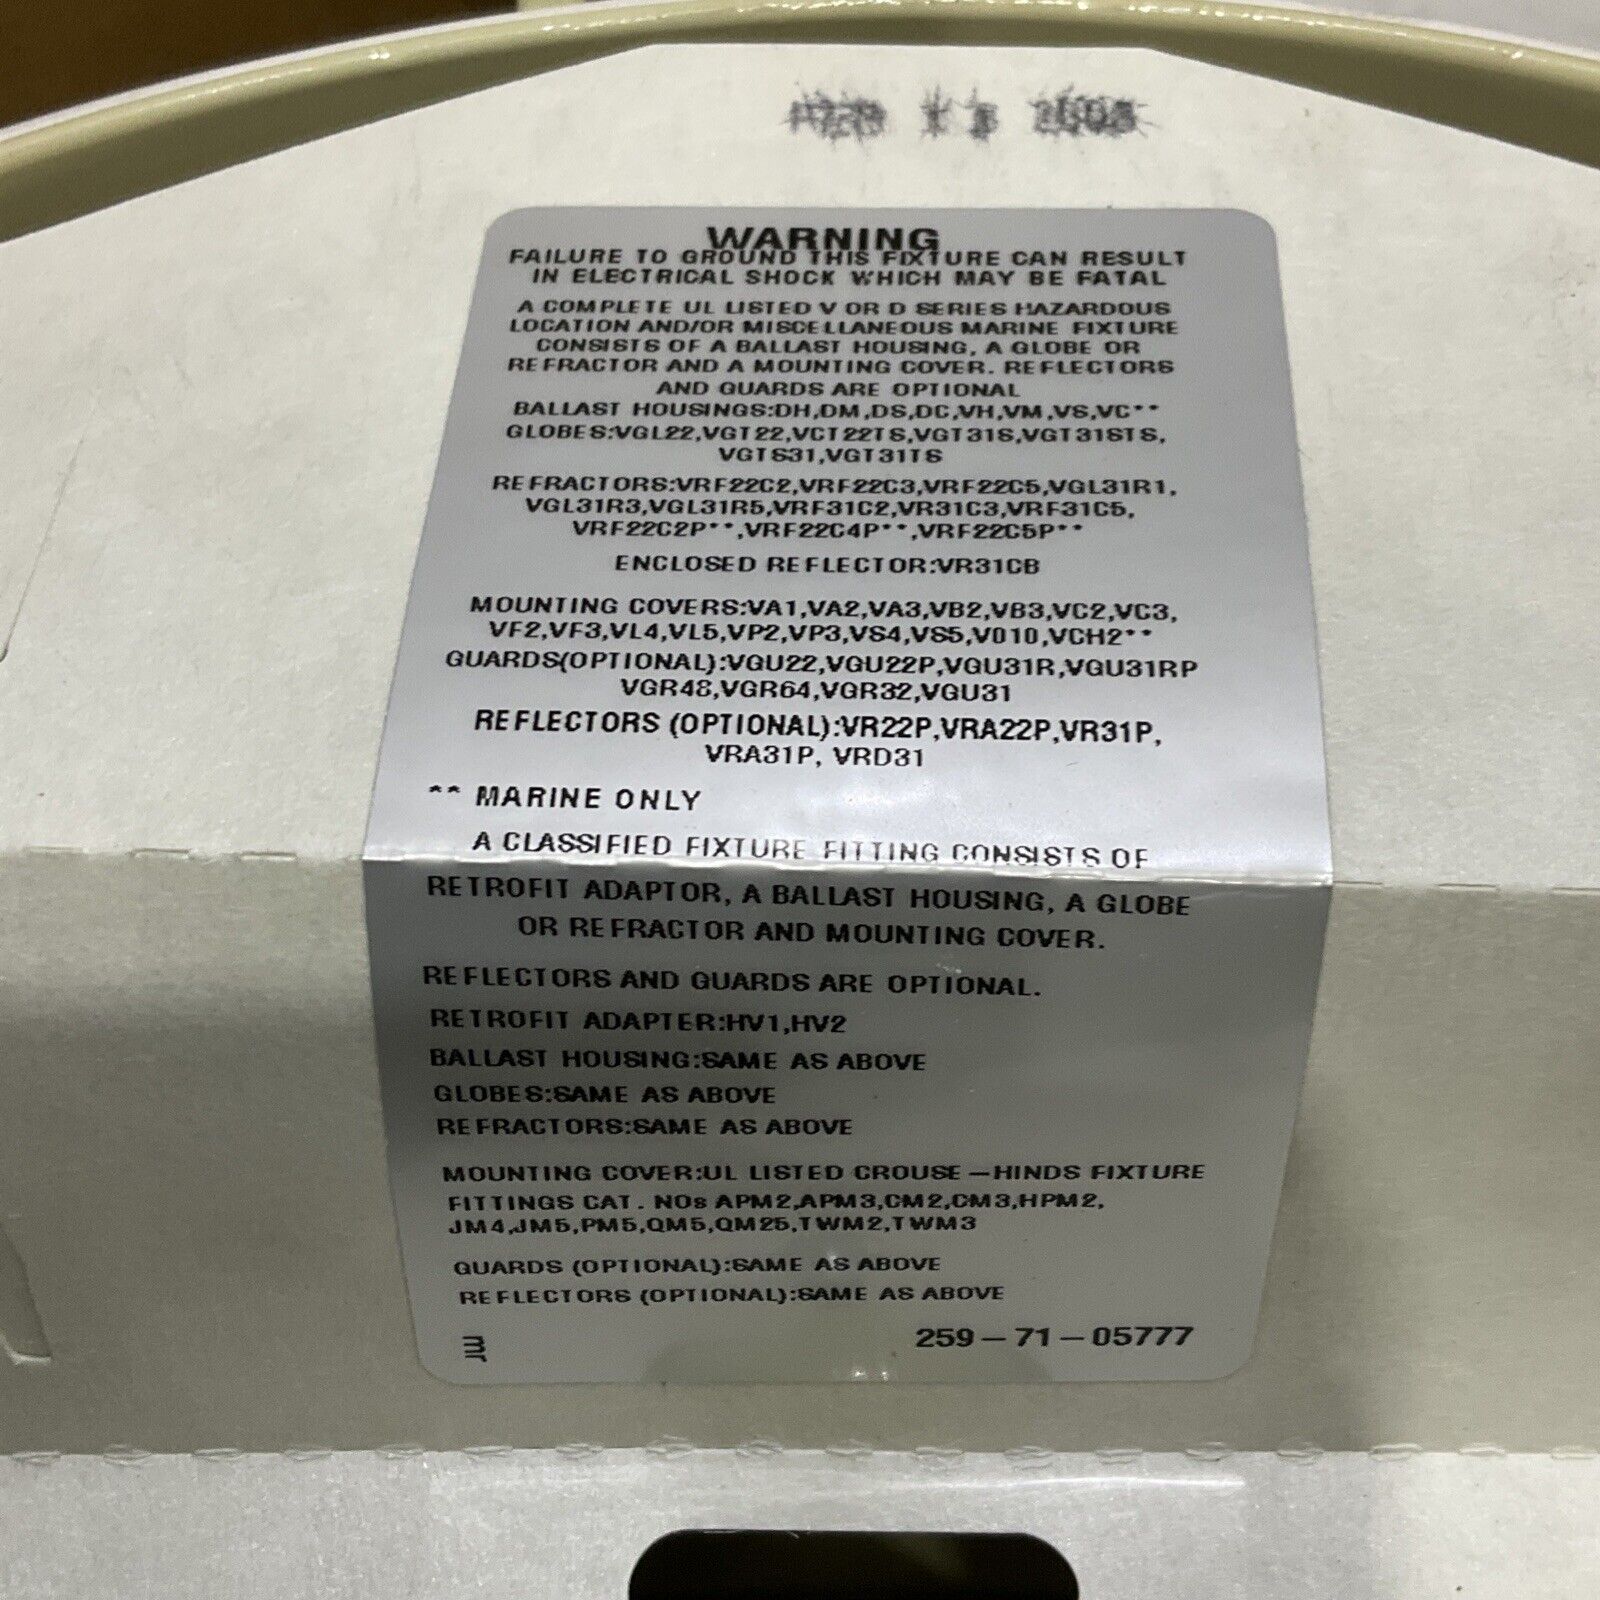 WARNING
FAILURE TO GROUND THIS FIXTURE CAN RESULT
IN ELECTRICAL SHOCK WHICH MAY BE FATAL
A COMPLETE UL LISTED V OR D SERIES HAZARDOUS
LOCATION AND/OR MISCELLANEOUS MARINE FIXTURE
CONSISTS OF A BALLAST HOUSING, A GLOBE OR
REFRACTOR AND A MOUNTING COVER. REFLECTORS
AND GUARDS ARE OPTIONAL
BALLAST HOUSINGS:DH,DM,DS,DC,VH,VM,VS,VC**
GLOBES:VGL22,VGT22,VCT22TS,VGT31S,VGT31STS,
VGTS31,VGT31TS
REFRACTORS:VRF22C2,VRF22C3,VRF22C5,VGL31R1,
VGL31R3,VGL31R5,VRF31C2,VR31C3,VRF31C5,
VRF22C2P**,VRF22C4P**,VRF22C5P**
ENCLOSED REFLECTOR:VR31CB
MOUNTING COVERS:VA1,VA2,VA3,VB2,VB3,VC2,VC3,
VF2,VF3,VL4,VL5,VP2,VP3,VS4,VS5,V010,VCH2**
GUARDS(OPTIONAL):VGU22,VGU22P,VGU31R,VGU31RP
VGR48,VGR64,VGR32,VGU31
REFLECTORS (OPTIONAL):VR22P,VRA22P,VR31P,
VRA31P, VRD31
** MARINE ONLY
A CLASSIFIED FIXTURE FITTING CONSISTS OF
RETROFIT ADAPTOR, A BALLAST HOUSING, A GLOBE
OR REFRACTOR AND MOUNTING COVER.
REFLECTORS AND GUARDS ARE OPTIONAL.
RETROFIT ADAPTER:HV1,HV2
BALLAST HOUSING:SAME AS ABOVE
GLOBES:SAME AS ABOVE
REFRACTORS:SAME AS ABOVE
MOUNTING COVER:UL LISTED CROUSE—HINDS FIXTURE
FITTINGS CAT. NOs APM2,APM3,CM2,CM3,HPM2,
JM4,JM5,PM5,QM5,QM25,TWM2,TWM3
GUARDS (OPTIONAL):SAME AS ABOVE
REFLECTORS (OPTIONAL):SAME AS ABOVE
mr
259—71—05777